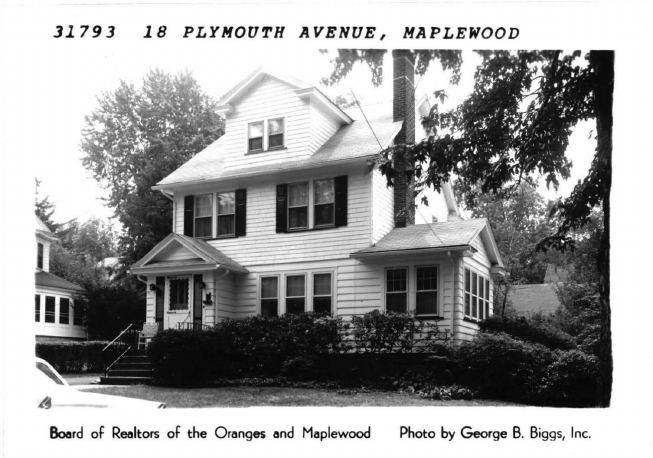 31793 18 PLYMOUTH AVENUE, MAPLEWOOD
Board of Realtors of the Oranges and Maplewood Photo by George B. Biggs, Inc.